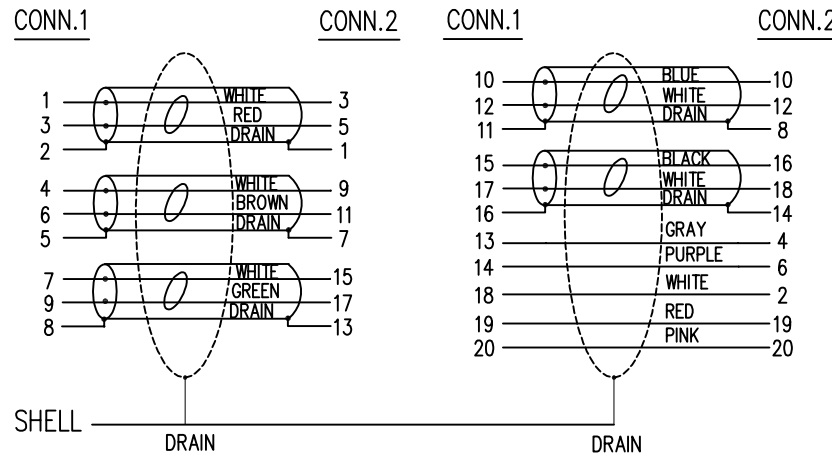 CONN.1 CONN.2 CONN.1 CONN.2
1 WHITE 3
3 RED 5
2 DRAIN 1
4 WHITE 9
6 BROWN 11
5 DRAIN 7
7 WHITE 15
9 GREEN 17
8 DRAIN 13
10 BLUE 10
12 WHITE 12
11 DRAIN 8
15 BLACK 16
17 WHITE 18
16 DRAIN 14
13 GRAY 4
14 PURPLE 6
18 WHITE 2
19 RED 19
20 PINK 20
SHELL
DRAIN DRAIN